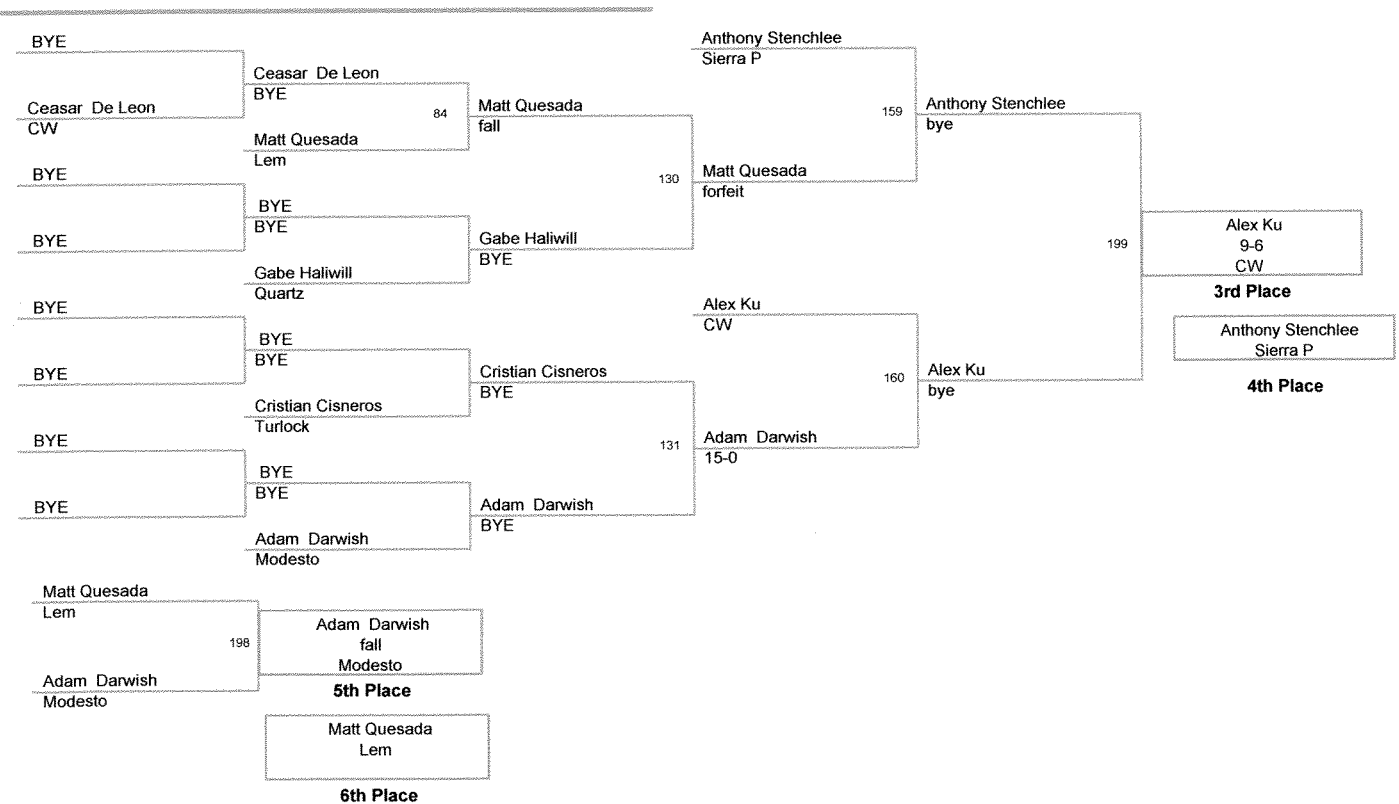 BYE
Ceasar De Leon
CW
BYE
BYE
BYE
BYE
BYE
BYE
Ceasar De Leon
BYE
84
Matt Quesada
Lem
BYE
BYE
Gabe Haliwill
Quartz
BYE
BYE
Cristian Cisneros
Turlock
BYE
BYE
Adam Darwish
Modesto
Matt Quesada
fall
130
Gabe Haliwill
BYE
Cristian Cisneros
BYE
131
Adam Darwish
BYE
Anthony Stenchlee
Sierra P
159
Matt Quesada
forfeit
Alex Ku
CW
160
Adam Darwish
15-0
Anthony Stenchlee
bye
199
Alex Ku
bye
Alex Ku
9-6
CW
3rd Place
Anthony Stenchlee
Sierra P
4th Place
Matt Quesada
Lem
198
Adam Darwish
Modesto
Adam Darwish
fall
Modesto
5th Place
Matt Quesada
Lem
6th Place